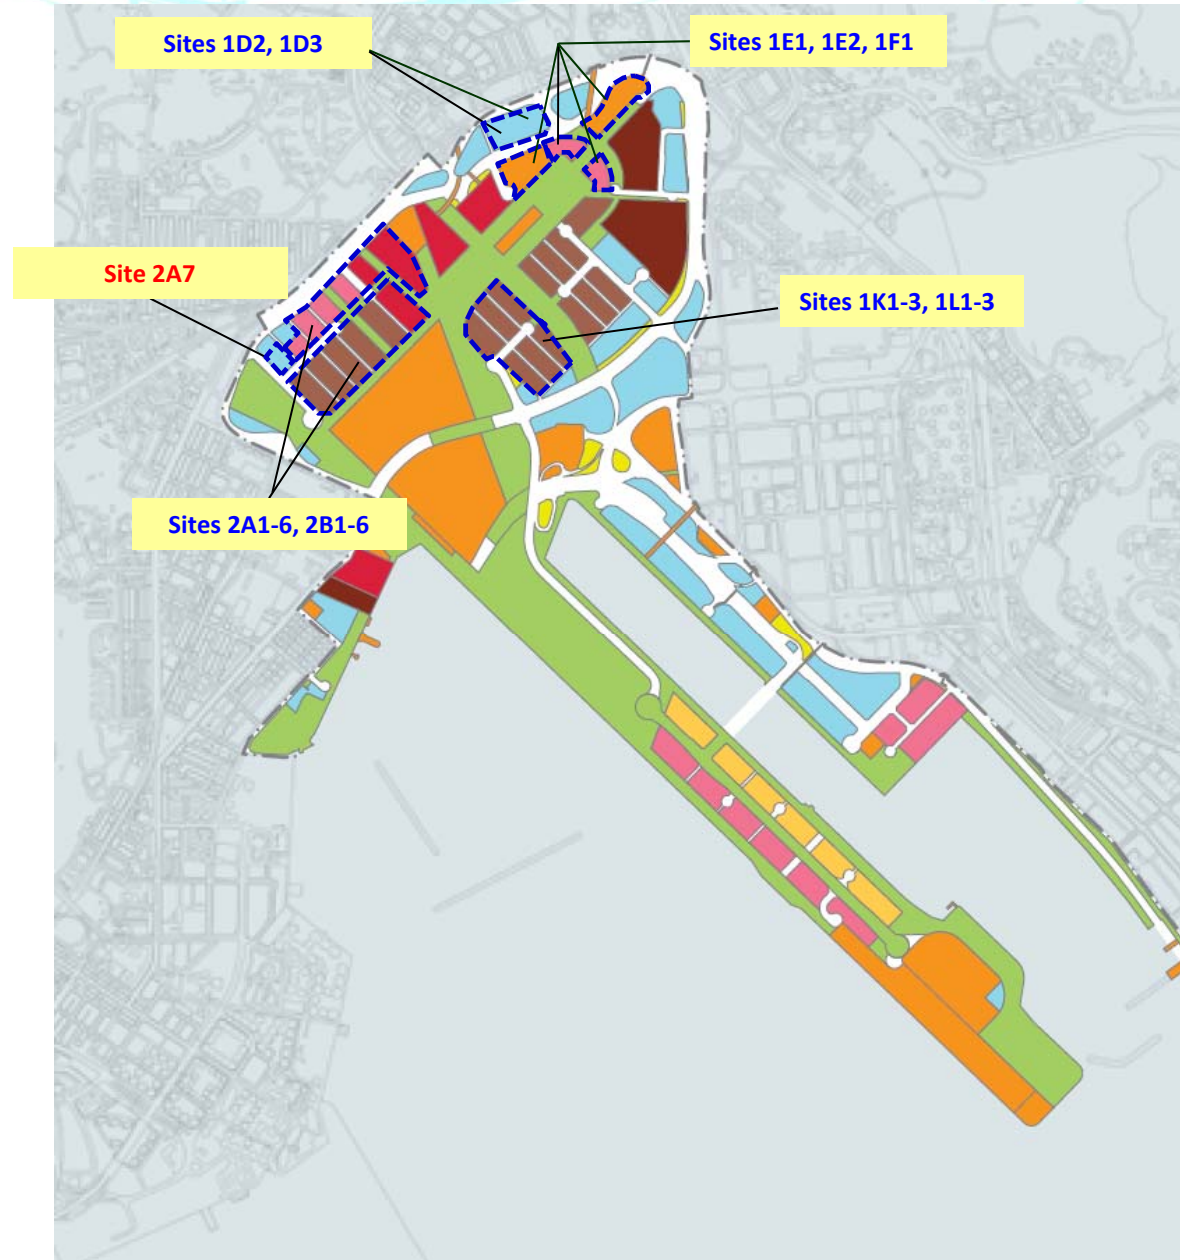 Sites 1D2, 1D3
Sites 1E1, 1E2, 1F1
Site 2A7
Sites 1K1-3, 1L1-3
Sites 2A1-6, 2B1-6